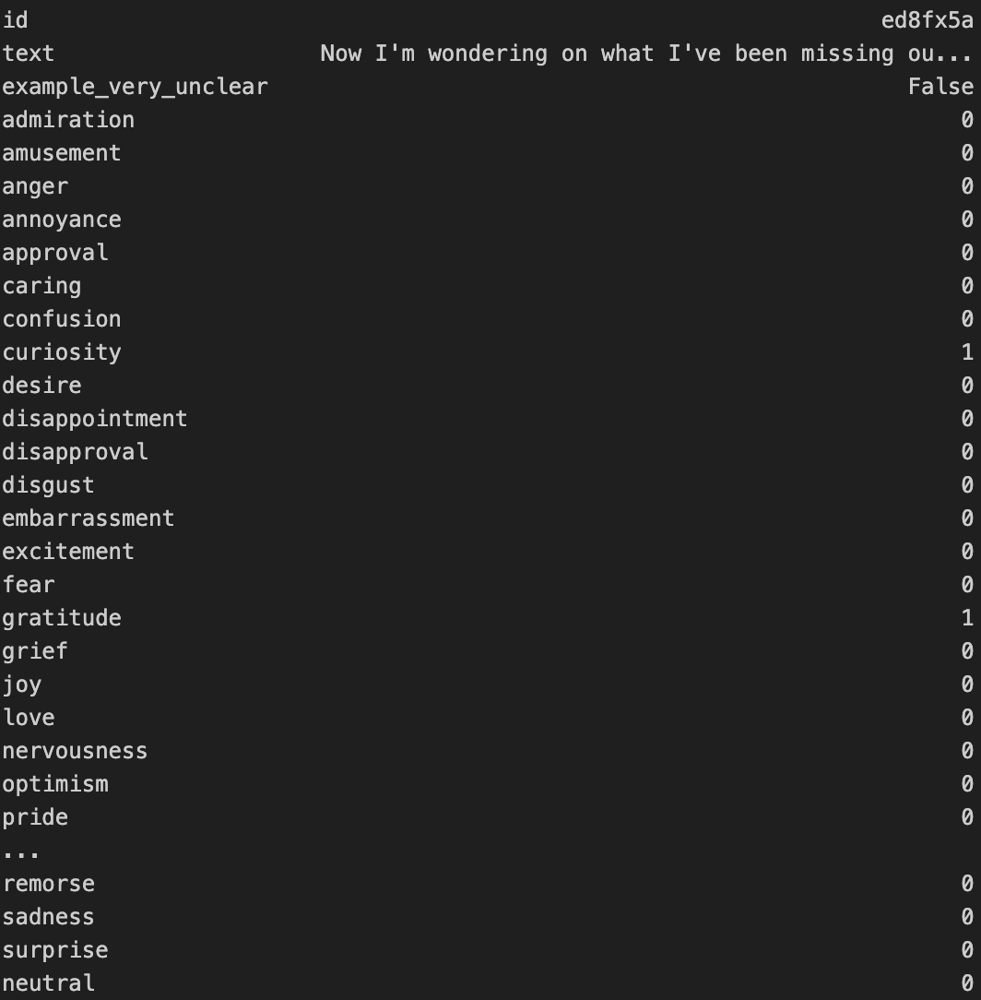 id ed8fx5a
text Now I'm wondering on what I've been missing ou...
example_very_unclear False
admiration 0
amusement 0
anger 0
annoyance 0
approval 0
caring 0
confusion 0
curiosity 1
desire 0
disappointment 0
disapproval 0
disgust 0
embarrassment 0
excitement 0
fear 0
gratitude 1
grief 0
joy 0
love 0
nervousness 0
optimism 0
pride 0
...
remorse 0
sadness 0
surprise 0
neutral 0